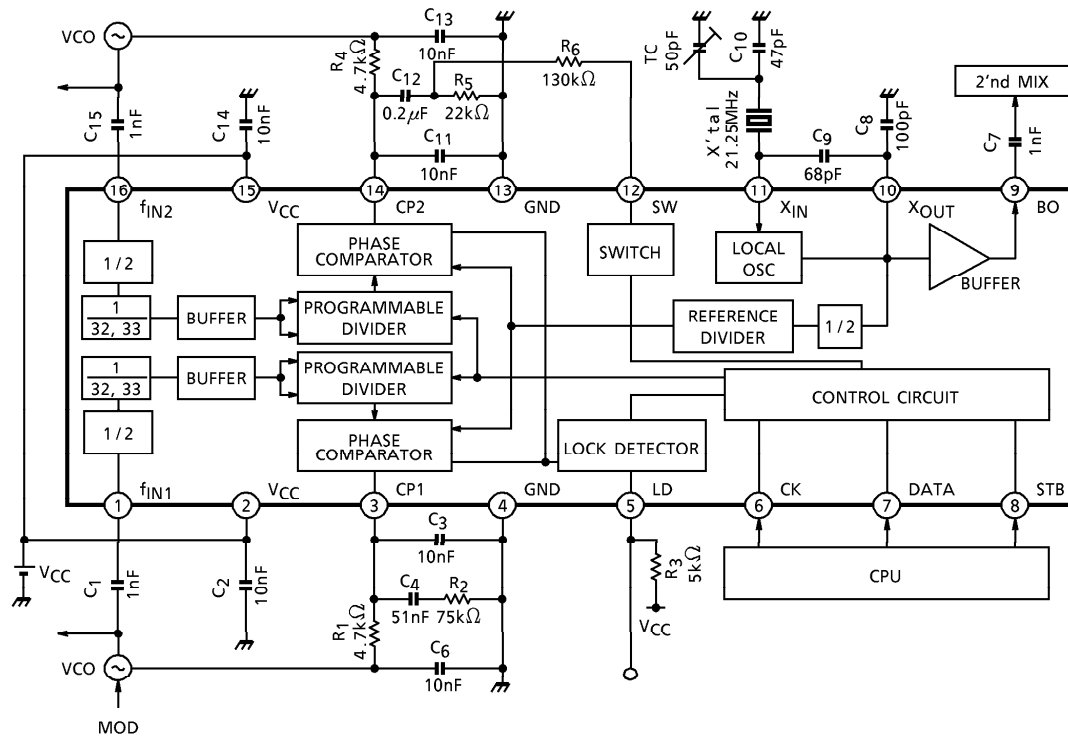 VCO
C13
10nF
R4
4.7kΩ
C12
0.2μF
R5
22kΩ
C11
10nF
R6
130kΩ
TC
50pF
C10
47pF
X'tal
21.25MHz
C9
68pF
C8
100pF
2'nd MIX
C7
1nF
C15
1nF
C14
10nF
16
15
14
13
12
11
10
9
fIN2
VCC
CP2
GND
SW
XIN
XOUT
BO
1/2
PHASE
COMPARATOR
SWITCH
LOCAL
OSC
BUFFER
1
32, 33
BUFFER
PROGRAMMABLE
DIVIDER
REFERENCE
DIVIDER
1/2
1
32, 33
BUFFER
PROGRAMMABLE
DIVIDER
CONTROL CIRCUIT
1/2
PHASE
COMPARATOR
LOCK DETECTOR
fIN1
VCC
CP1
GND
LD
CK
DATA
STB
1
2
3
4
5
6
7
8
VCC
C1
1nF
C2
10nF
C3
10nF
C4
51nF
R2
75kΩ
R1
4.7kΩ
C6
10nF
R3
5kΩ
VCC
CPU
VCO
MOD